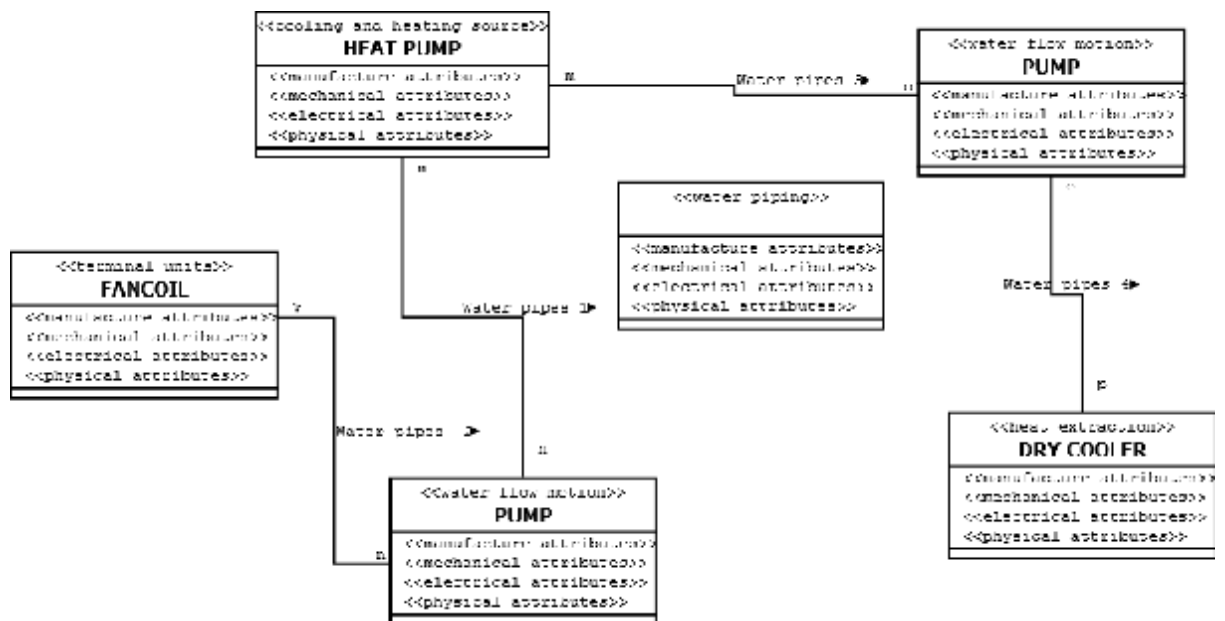 <<cooling and heating source>>
HEAT PUMP
<<manufacture attributes>>
<<mechanical attributes>>
<<electrical attributes>>
<<physical attributes>>
m
Water pipes 3►
<<water flow motion>>
PUMP
<<manufacture attributes>>
<<mechanical attributes>>
<<electrical attributes>>
<<physical attributes>>
<<water piping>>
<<manufacture attributes>>
<<mechanical attributes>>
<<electrical attributes>>
<<physical attributes>>
<<terminal units>>
FANCOIL
<<manufacture attributes>>
<<mechanical attributes>>
<<electrical attributes>>
<<physical attributes>>
Water pipes 1►
Water pipes 4►
Water pipes 2►
n
p
<<water flow motion>>
PUMP
<<manufacture attributes>>
<<mechanical attributes>>
<<electrical attributes>>
<<physical attributes>>
n
<<heat extraction>>
DRY COOLER
<<manufacture attributes>>
<<mechanical attributes>>
<<electrical attributes>>
<<physical attributes>>